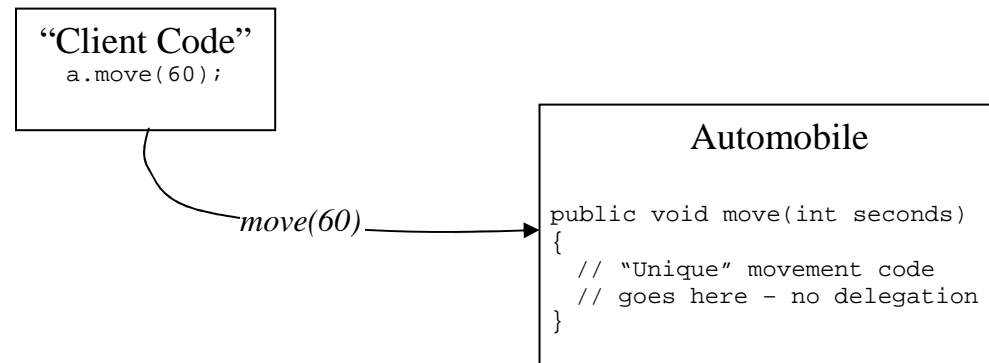 “Client Code”
a.move(60);
move(60)
Automobile
public void move(int seconds)
{
// “Unique” movement code
// goes here – no delegation
}